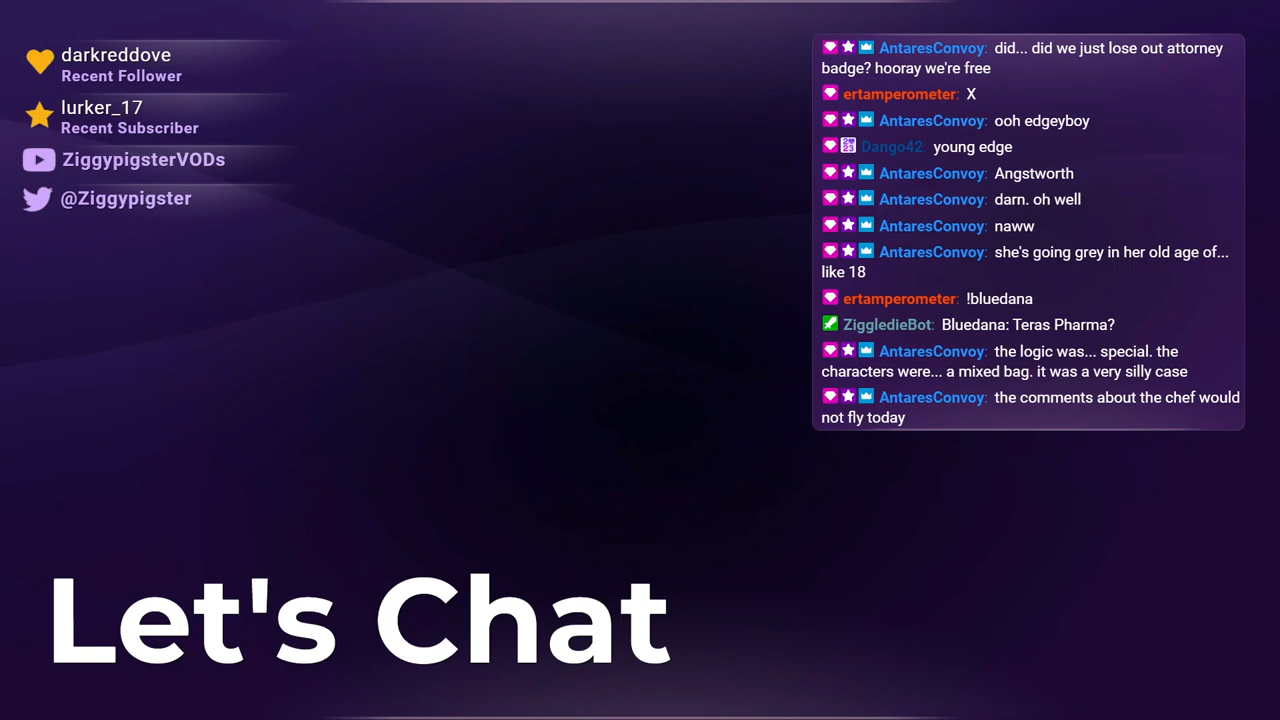 darkreddove
Recent Follower
lurker_17
Recent Subscriber
ZiggypigsterVODs
@Ziggypigster
AntaresConvoy: did... did we just lose out attorney
badge? hooray we're free
ertamperometer: X
AntaresConvoy: ooh edgeyboy
Dango42: young edge
AntaresConvoy: Angstworth
AntaresConvoy: darn. oh well
AntaresConvoy: naww
AntaresConvoy: she's going grey in her old age of...
like 18
ertamperometer: !bluedana
ZiggledieBot: Bluedana: Teras Pharma?
AntaresConvoy: the logic was... special. the
characters were... a mixed bag. it was a very silly case
AntaresConvoy: the comments about the chef would
not fly today
Let's Chat